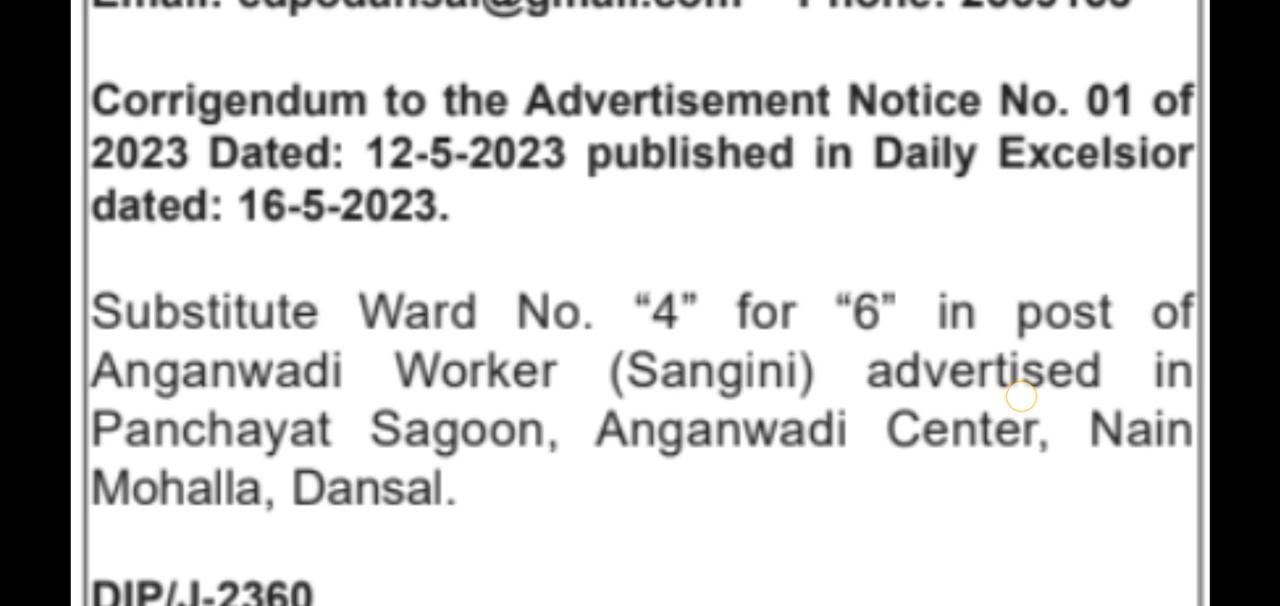 Corrigendum to the Advertisement Notice No. 01 of
2023 Dated: 12-5-2023 published in Daily Excelsior
dated: 16-5-2023.
Substitute Ward No. “4” for “6” in post of
Anganwadi Worker (Sangini) advertised in
Panchayat Sagoon, Anganwadi Center, Nain
Mohalla, Dansal.
DIP/J-2360